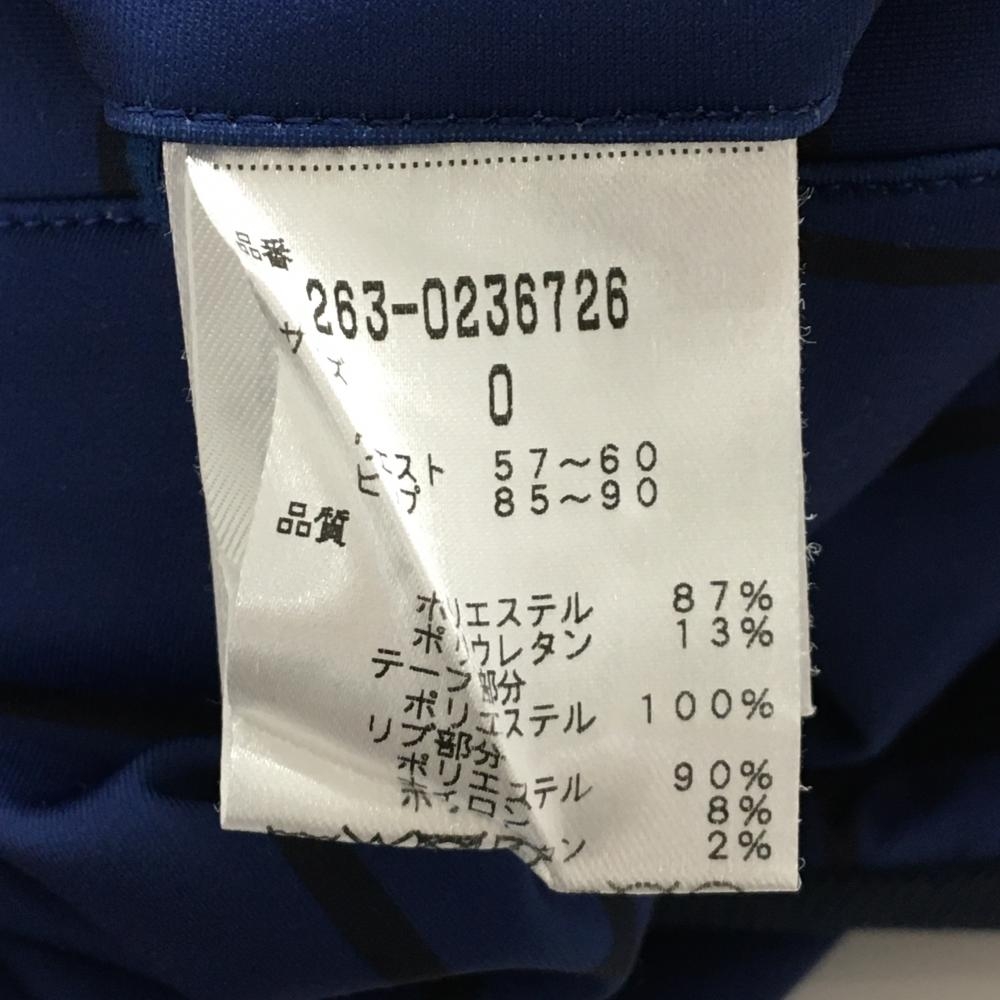 品番
263-0236726
0
57～60
ヒップ 85～90
品質
ポリエステル 87%
ポリウレタン 13%
テープ部分
ポリエステル 100%
リブ部分
ポリエステル 90%
8%
2%